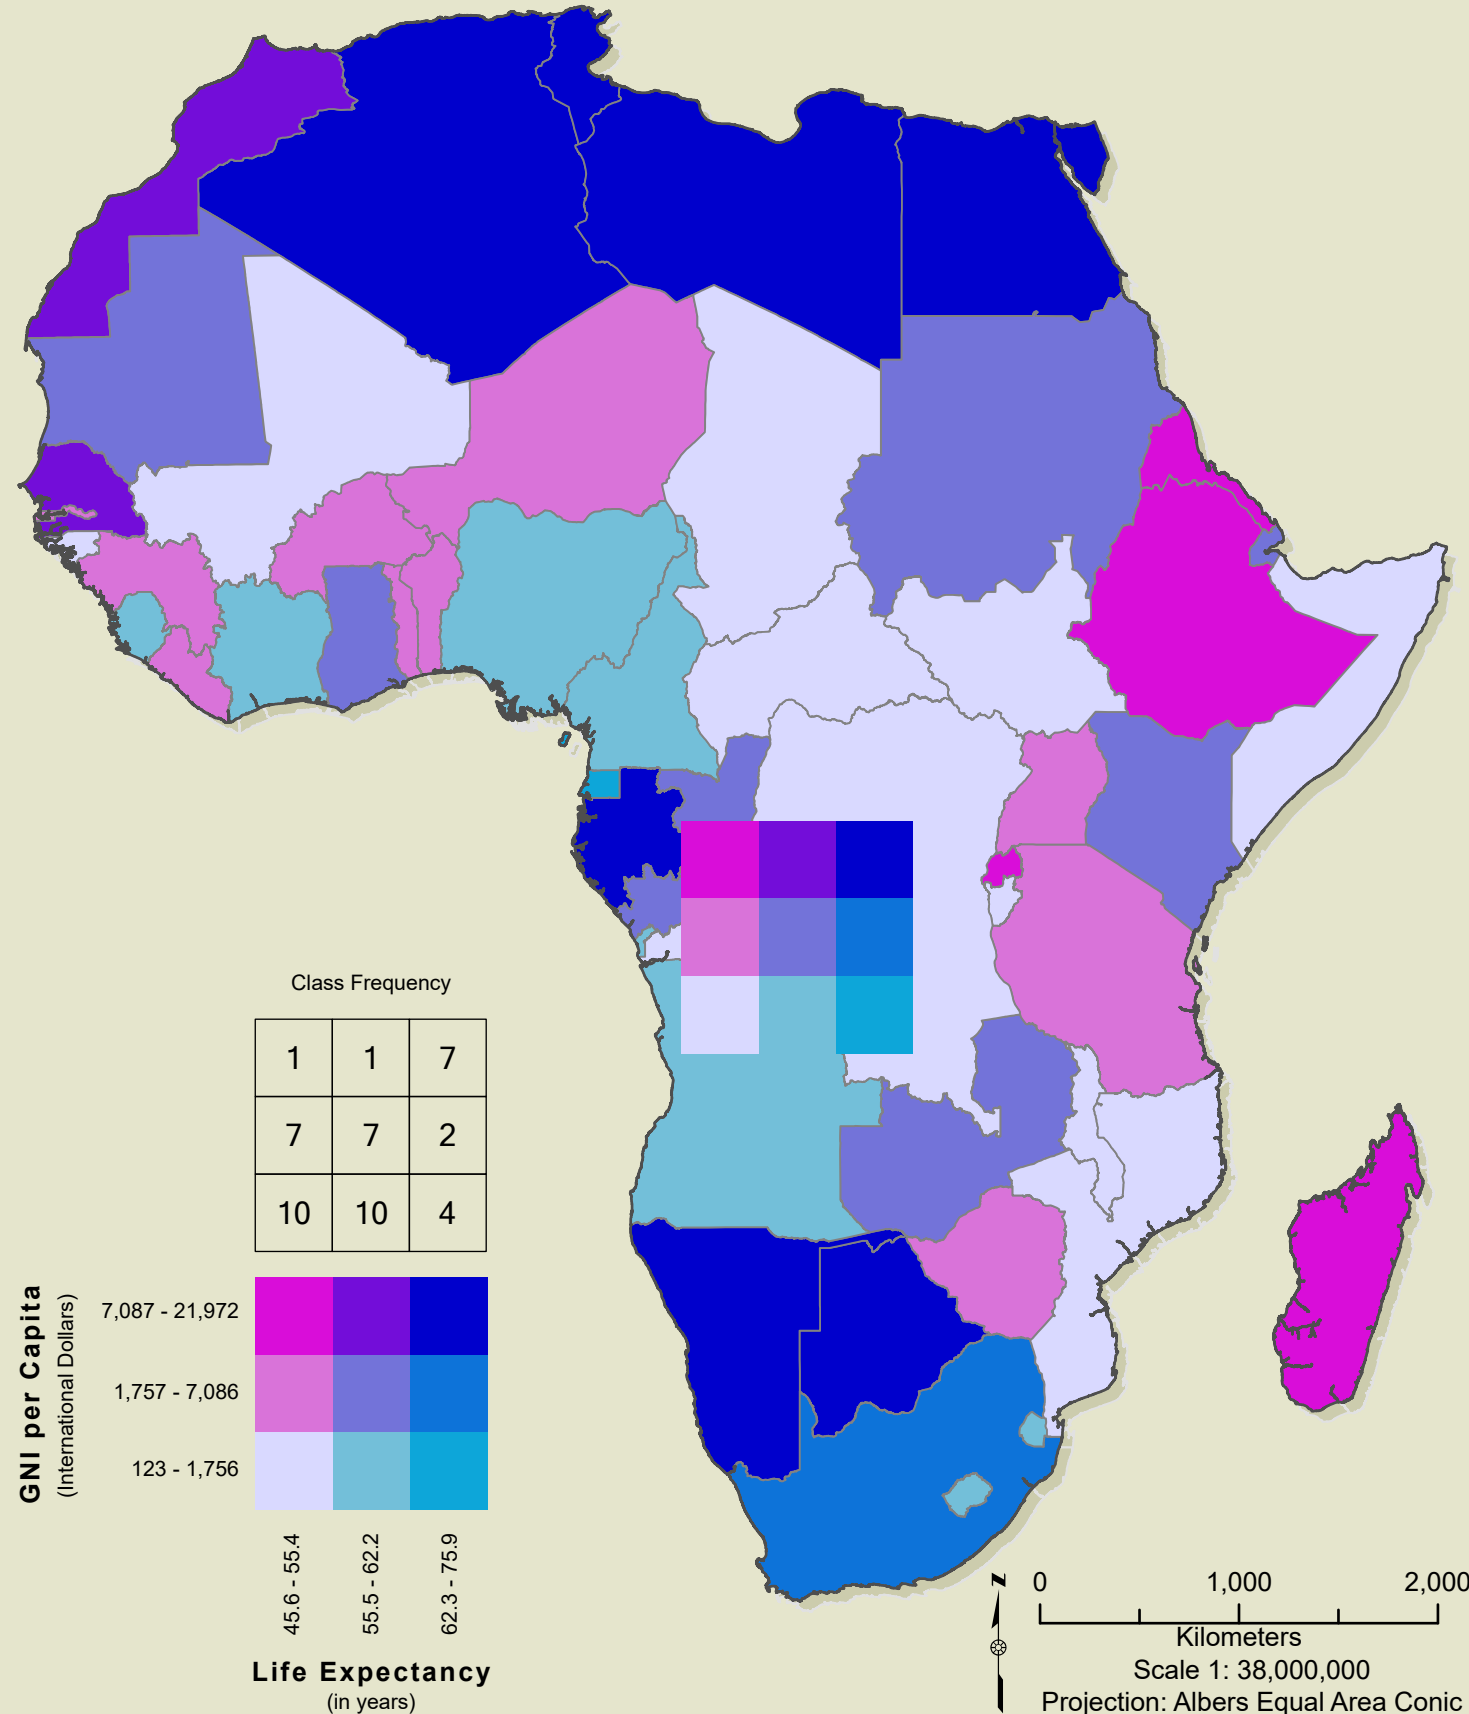 Class Frequency
1 1 7
7 7 2
10 10 4
GNI per Capita
(International Dollars)
7,087 - 21,972
1,757 - 7,086
123 - 1,756
45.6 - 55.4
55.5 - 62.2
62.3 - 75.9
Life Expectancy
(in years)
N
0 1,000 2,000
Kilometers
Scale 1: 38,000,000
Projection: Albers Equal Area Conic